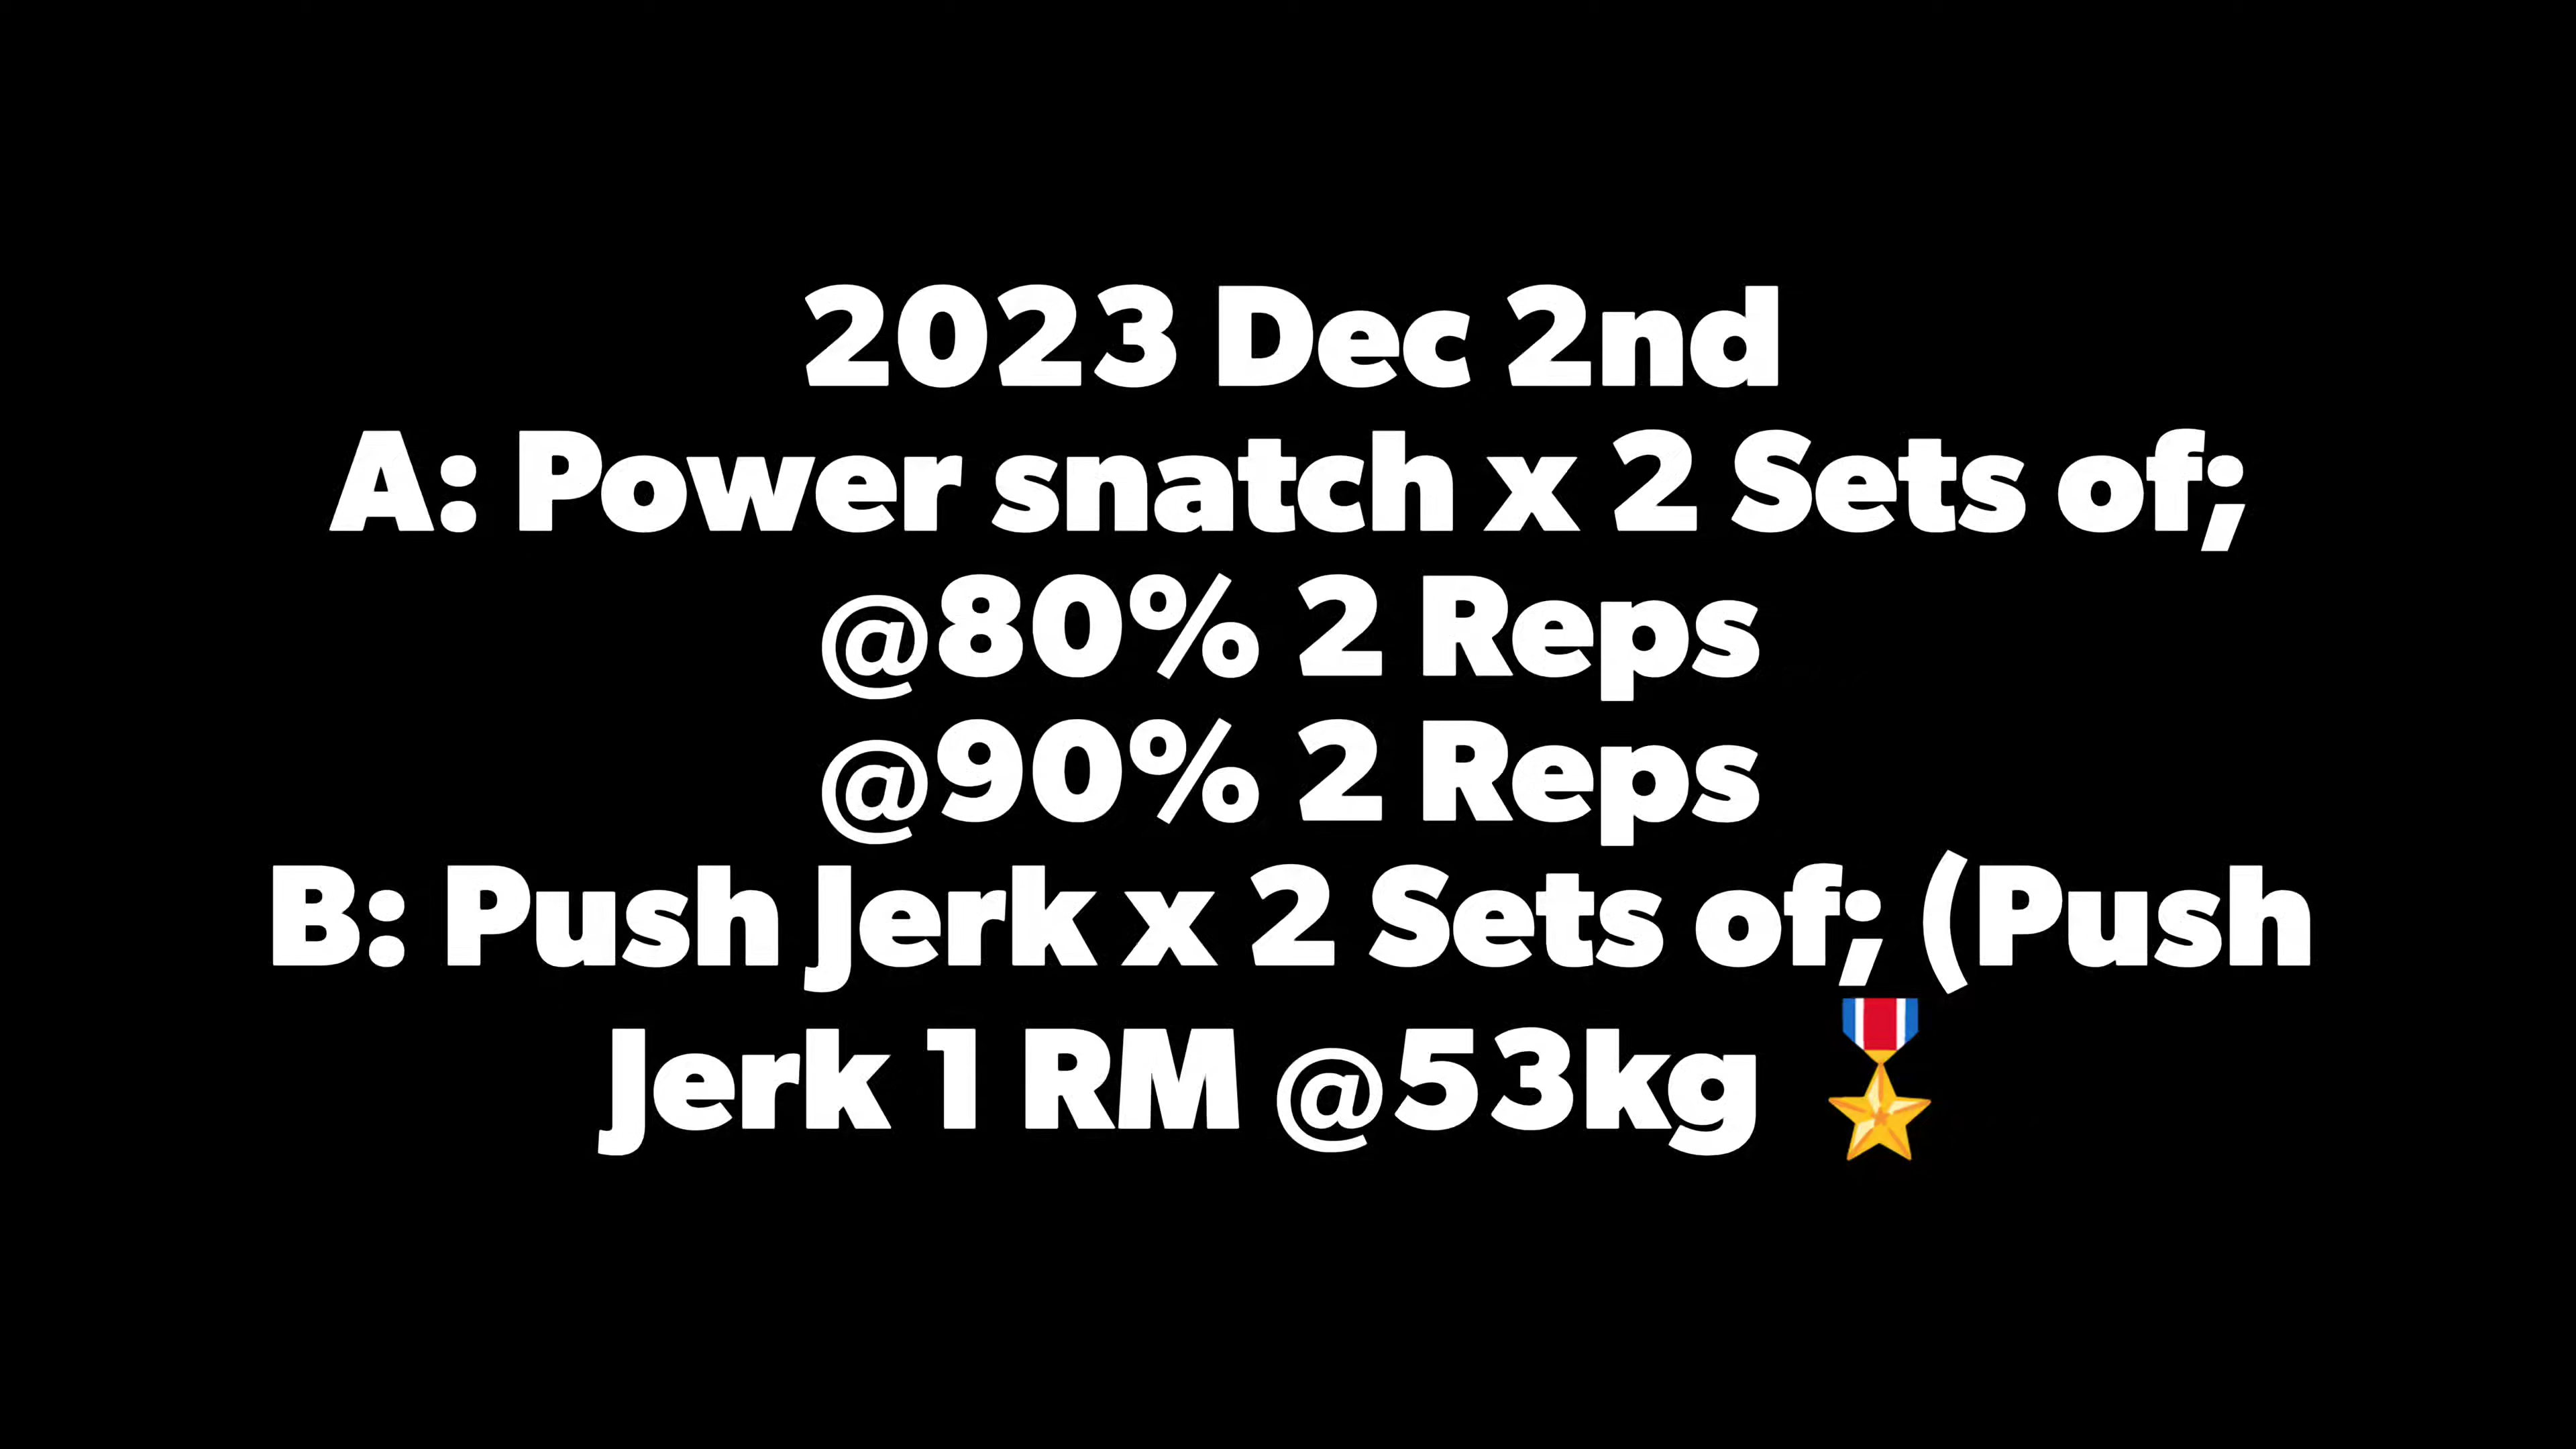 2023 Dec 2nd
A: Power snatch x 2 Sets of;
@80% 2 Reps
@90% 2 Reps
B: Push Jerk x 2 Sets of; (Push
Jerk 1 RM @53kg 🎖